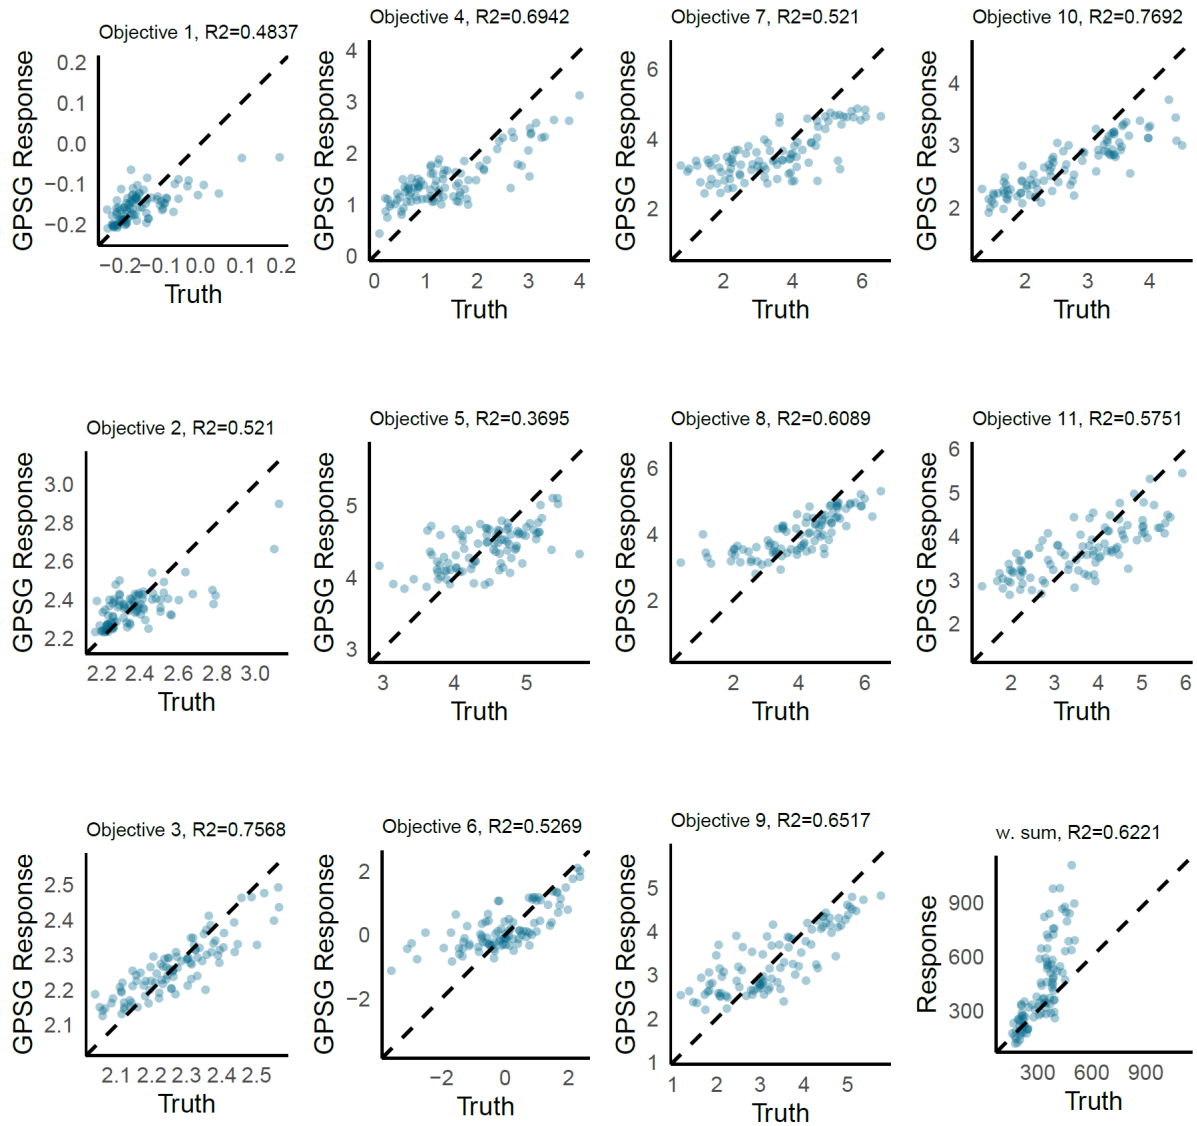 Objective 1, R2=0.4837
GPSG Response
0.2
0.1
0.0
−0.1
−0.2
−0.2 −0.1 0.0 0.1 0.2
Truth
Objective 4, R2=0.6942
GPSG Response
4
3
2
1
0
0 1 2 3 4
Truth
Objective 7, R2=0.521
GPSG Response
6
4
2
2 4 6
Truth
Objective 10, R2=0.7692
GPSG Response
4
3
2
2 3 4
Truth
Objective 2, R2=0.521
GPSG Response
3.0
2.8
2.6
2.4
2.2
2.2 2.4 2.6 2.8 3.0
Truth
Objective 5, R2=0.3695
GPSG Response
5
4
3
3 4 5
Truth
Objective 8, R2=0.6089
GPSG Response
6
4
2
2 4 6
Truth
Objective 11, R2=0.5751
GPSG Response
6
5
4
3
2
2 3 4 5 6
Truth
Objective 3, R2=0.7568
GPSG Response
2.5
2.4
2.3
2.2
2.1
2.1 2.2 2.3 2.4 2.5
Truth
Objective 6, R2=0.5269
GPSG Response
2
0
−2
−2 0 2
Truth
Objective 9, R2=0.6517
GPSG Response
5
4
3
2
1
1 2 3 4 5
Truth
w. sum, R2=0.6221
Response
900
600
300
300 600 900
Truth